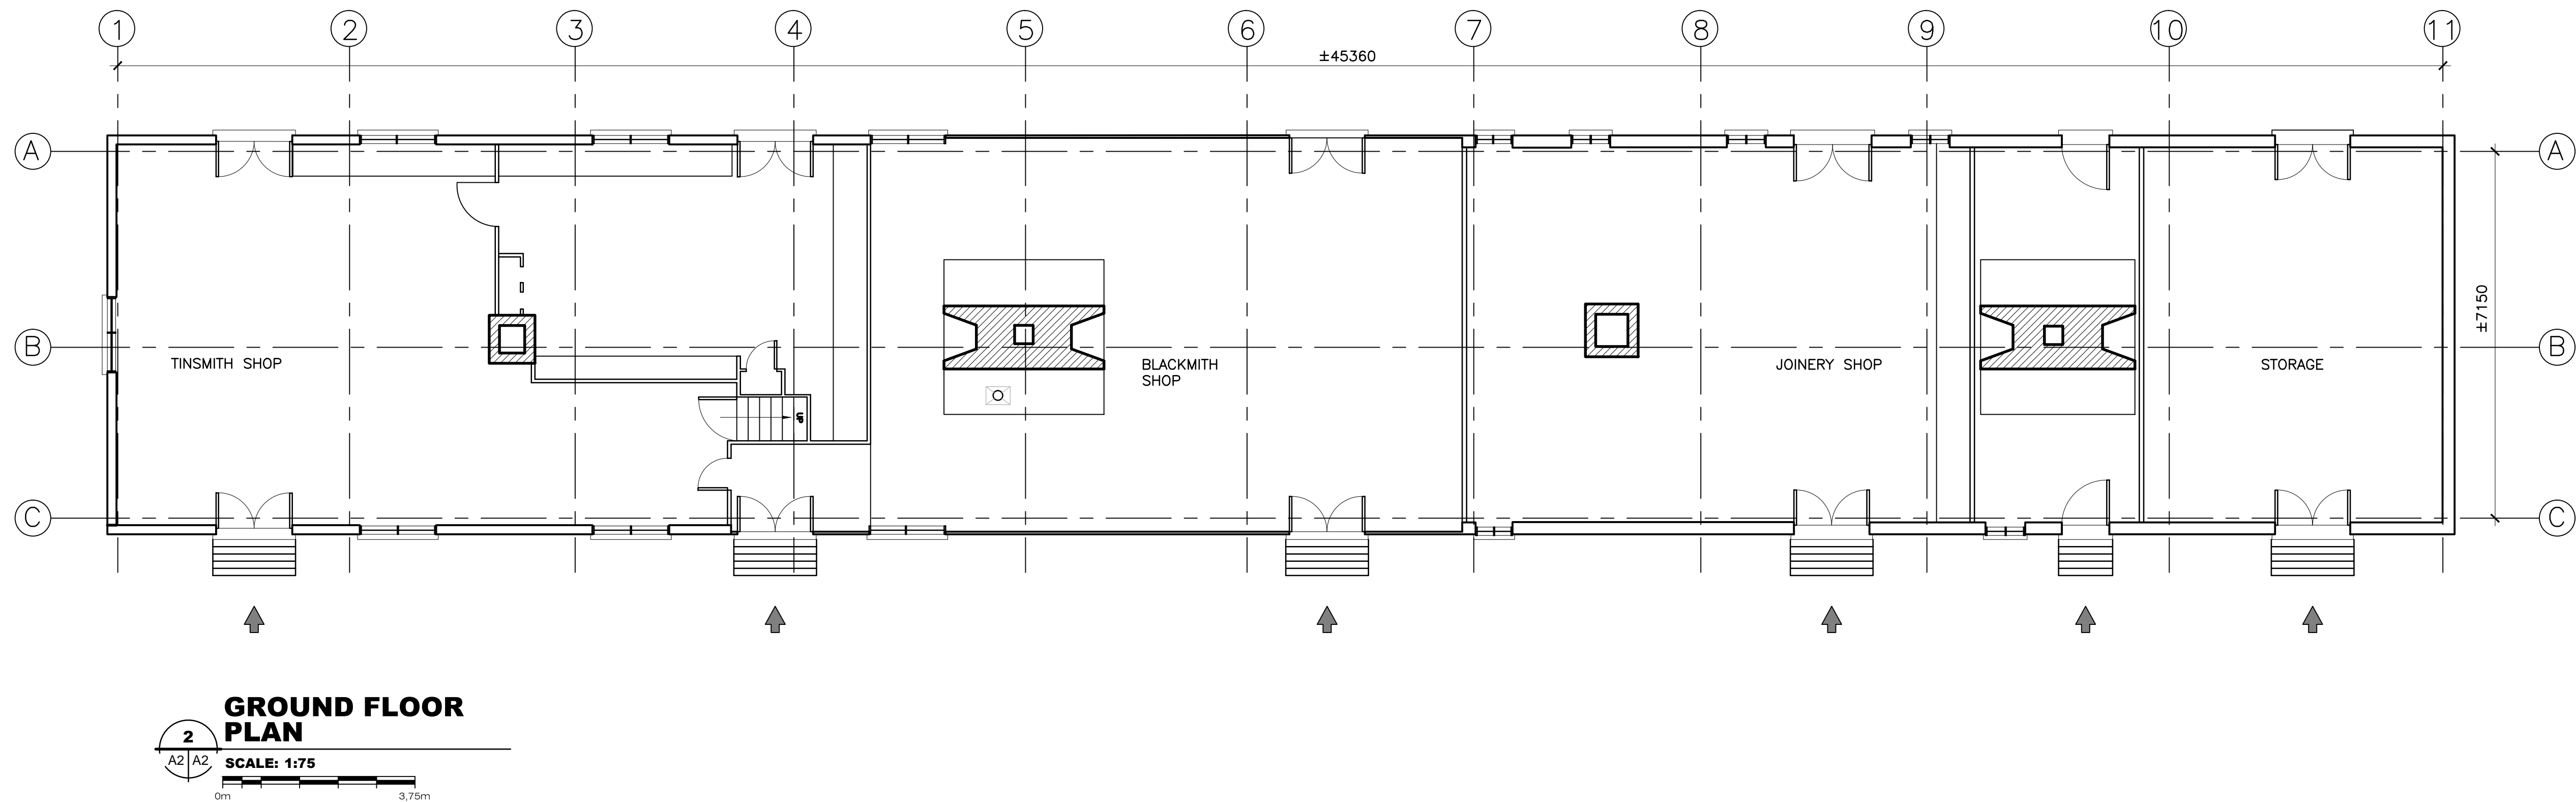 1 2 3 4 5 6 7 8 9 10 11
±45360
A A
±7150
B B
TINSMITH SHOP
BLACKMITH
SHOP
JOINERY SHOP
STORAGE
UP
C C
GROUND FLOOR
PLAN
2
A2 A2
SCALE: 1:75
0m 3,75m